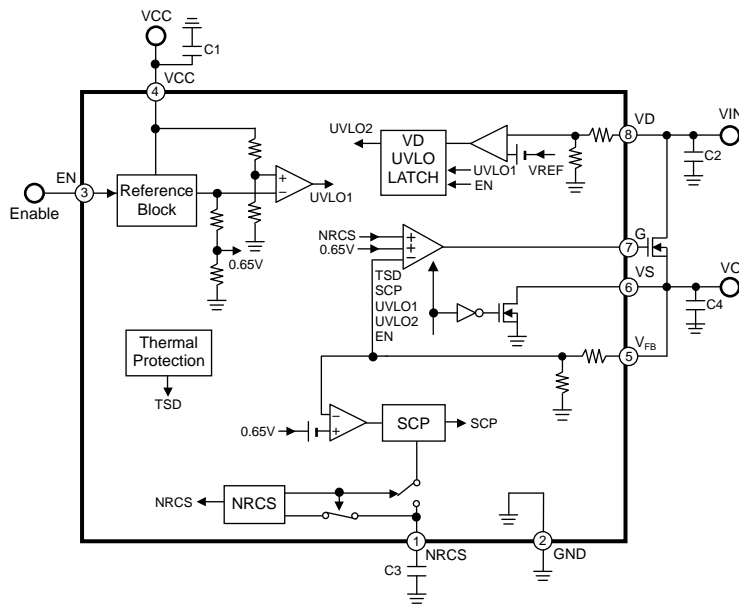 VCC
C1
VCC
4
VD
VIN
8
UVLO2
VD
UVLO
LATCH
C2
UVLO1
EN
VREF
EN
3
Reference
Block
Enable
+
−
UVLO1
0.65V
NRCS
0.65V
+
+
−
G
7
VS
VO
6
C4
TSD
SCP
UVLO1
UVLO2
EN
Thermal
Protection
TSD
VFB
5
0.65V
−
+
SCP
SCP
NRCS
NRCS
1
NRCS
2
GND
C3